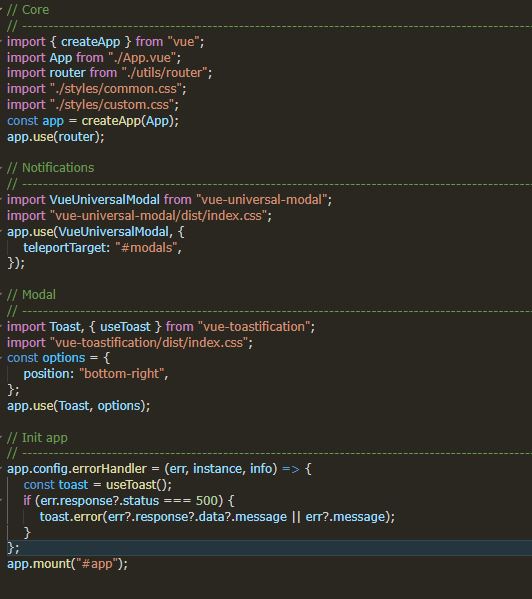 // Core
// ------------------------------------------------------------------------------------
import { createApp } from "vue";
import App from "./App.vue";
import router from "./utils/router";
import "./styles/common.css";
import "./styles/custom.css";
const app = createApp(App);
app.use(router);
// Notifications
// ------------------------------------------------------------------------------------
import VueUniversalModal from "vue-universal-modal";
import "vue-universal-modal/dist/index.css";
app.use(VueUniversalModal, {
teleportTarget: "#modals",
});
// Modal
// ------------------------------------------------------------------------------------
import Toast, { useToast } from "vue-toastification";
import "vue-toastification/dist/index.css";
const options = {
position: "bottom-right",
};
app.use(Toast, options);
// Init app
// ------------------------------------------------------------------------------------
app.config.errorHandler = (err, instance, info) => {
const toast = useToast();
if (err.response?.status === 500) {
toast.error(err?.response?.data?.message || err?.message);
}
};
app.mount("#app");